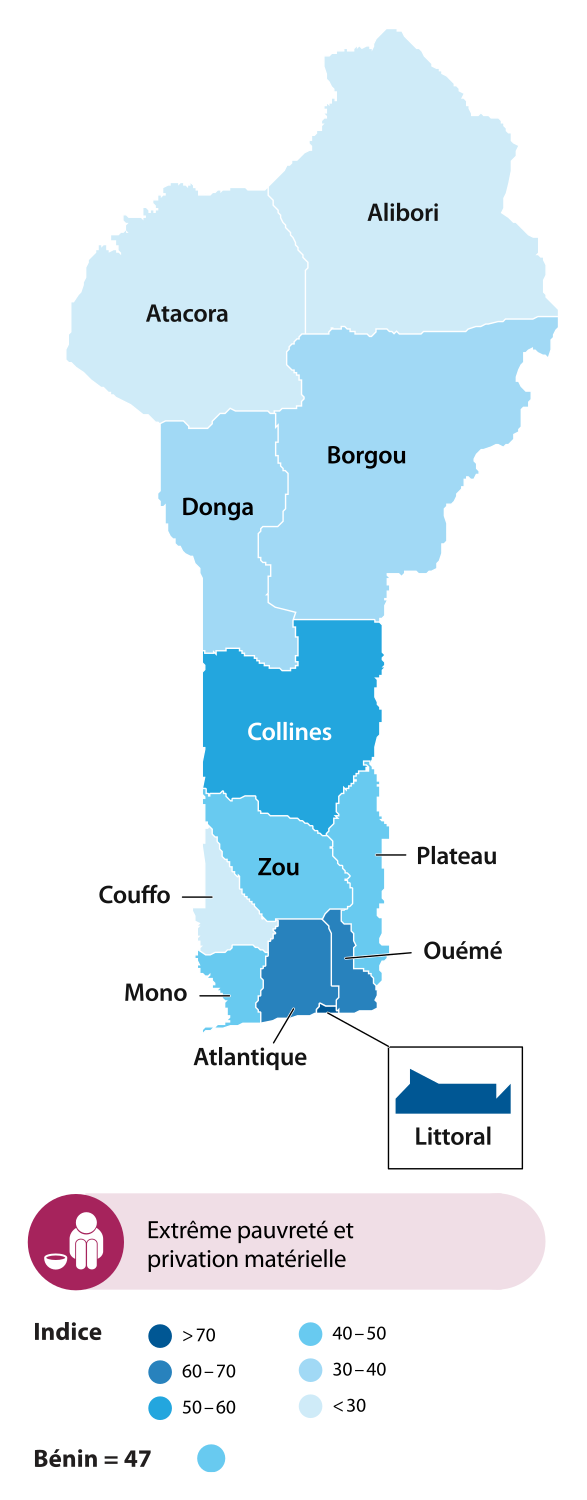 Alibori
Atacora
Borgou
Donga
Collines
Plateau
Zou
Couffo
Ouémé
Mono
Atlantique
Littoral
Extrême pauvreté et
privation matérielle
Indice
> 70
60 – 70
50 – 60
40 – 50
30 – 40
< 30
Bénin = 47